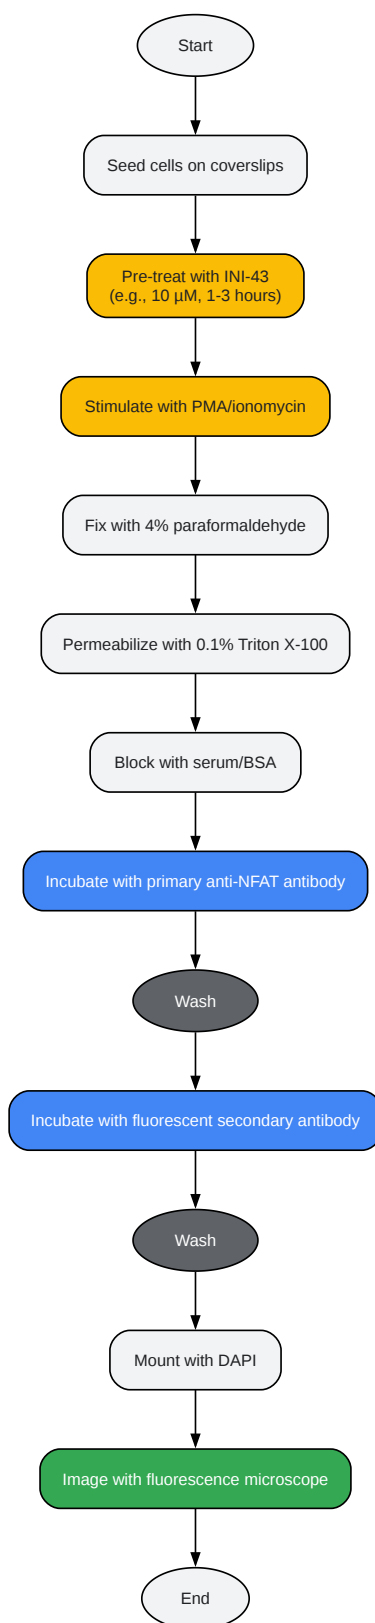 Start
Seed cells on coverslips
Pre-treat with INI-43
(e.g., 10 µM, 1-3 hours)
Stimulate with PMA/ionomycin
Fix with 4% paraformaldehyde
Permeabilize with 0.1% Triton X-100
Block with serum/BSA
Incubate with primary anti-NFAT antibody
Wash
Incubate with fluorescent secondary antibody
Wash
Mount with DAPI
Image with fluorescence microscope
End